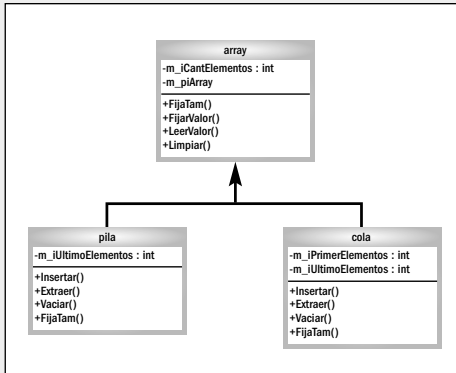 array
-m_iCantElementos : int
-m_piArray
+FijaTam()
+FijarValor()
+LeerValor()
+Limpiar()
pila
-m_iUltimoElementos : int
+Insertar()
+Extraer()
+Vaciar()
+FijaTam()
cola
-m_iPrimerElementos : int
-m_iUltimoElementos : int
+Insertar()
+Extraer()
+Vaciar()
+FijaTam()